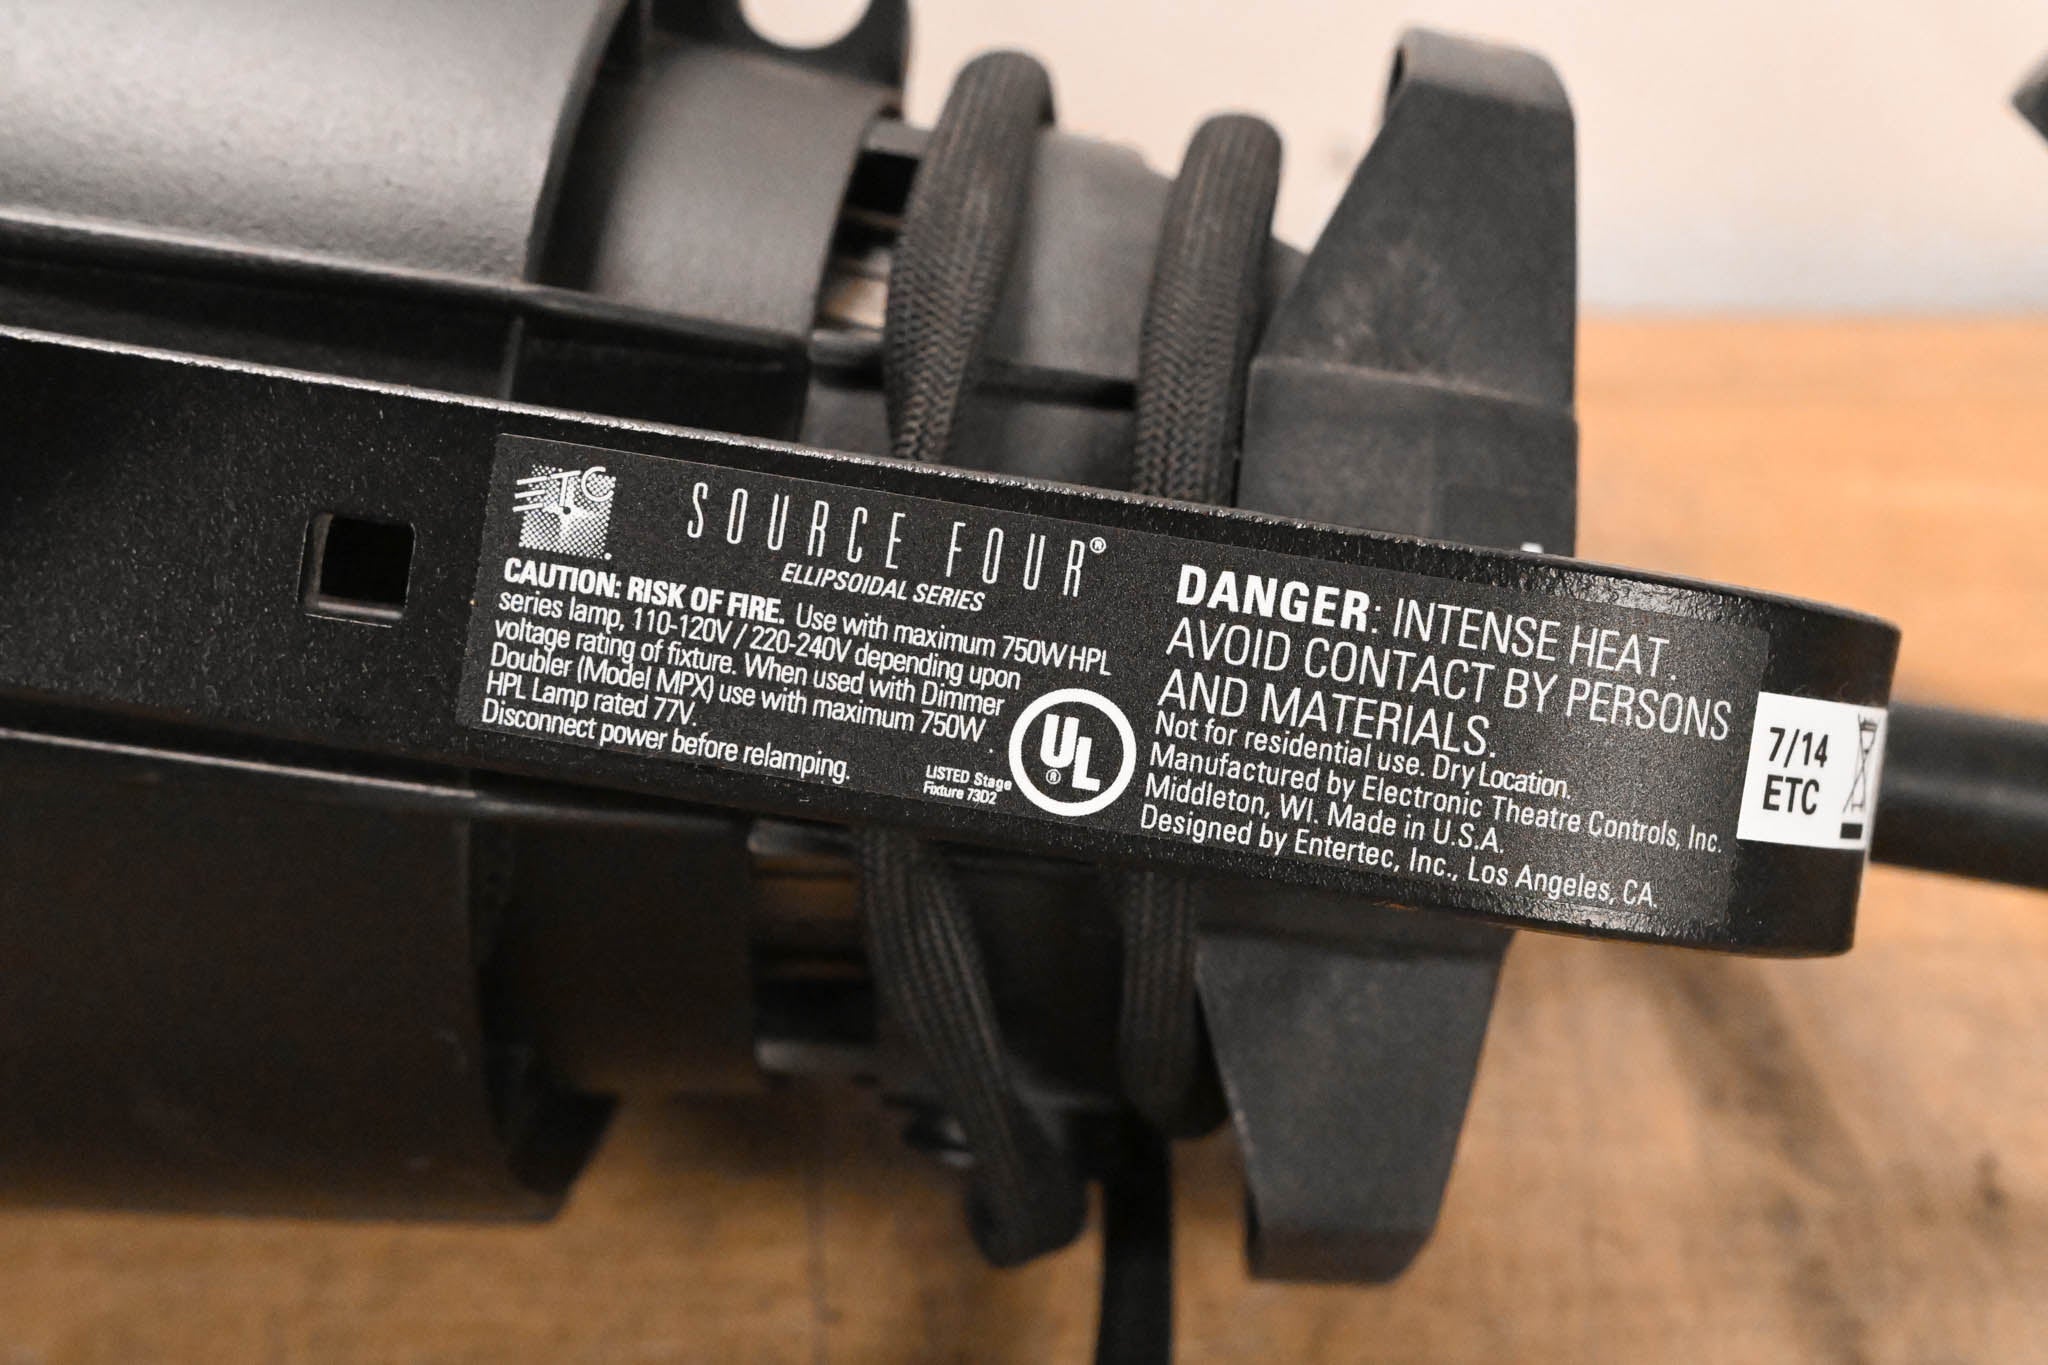 ETC
SOURCE FOUR®
ELLIPSOIDAL SERIES
CAUTION: RISK OF FIRE. Use with maximum 750W HPL
series lamp, 110-120V / 220-240V depending upon
voltage rating of fixture. When used with Dimmer
Doubler (Model MPX) use with maximum 750W
HPL Lamp rated 77V.
Disconnect power before relamping.
LISTED Stage
Fixture 73D2
UL®
DANGER: INTENSE HEAT.
AVOID CONTACT BY PERSONS
AND MATERIALS.
Not for residential use. Dry Location.
Manufactured by Electronic Theatre Controls, Inc.
Middleton, WI. Made in U.S.A.
Designed by Entertec, Inc., Los Angeles, CA.
7/14
ETC